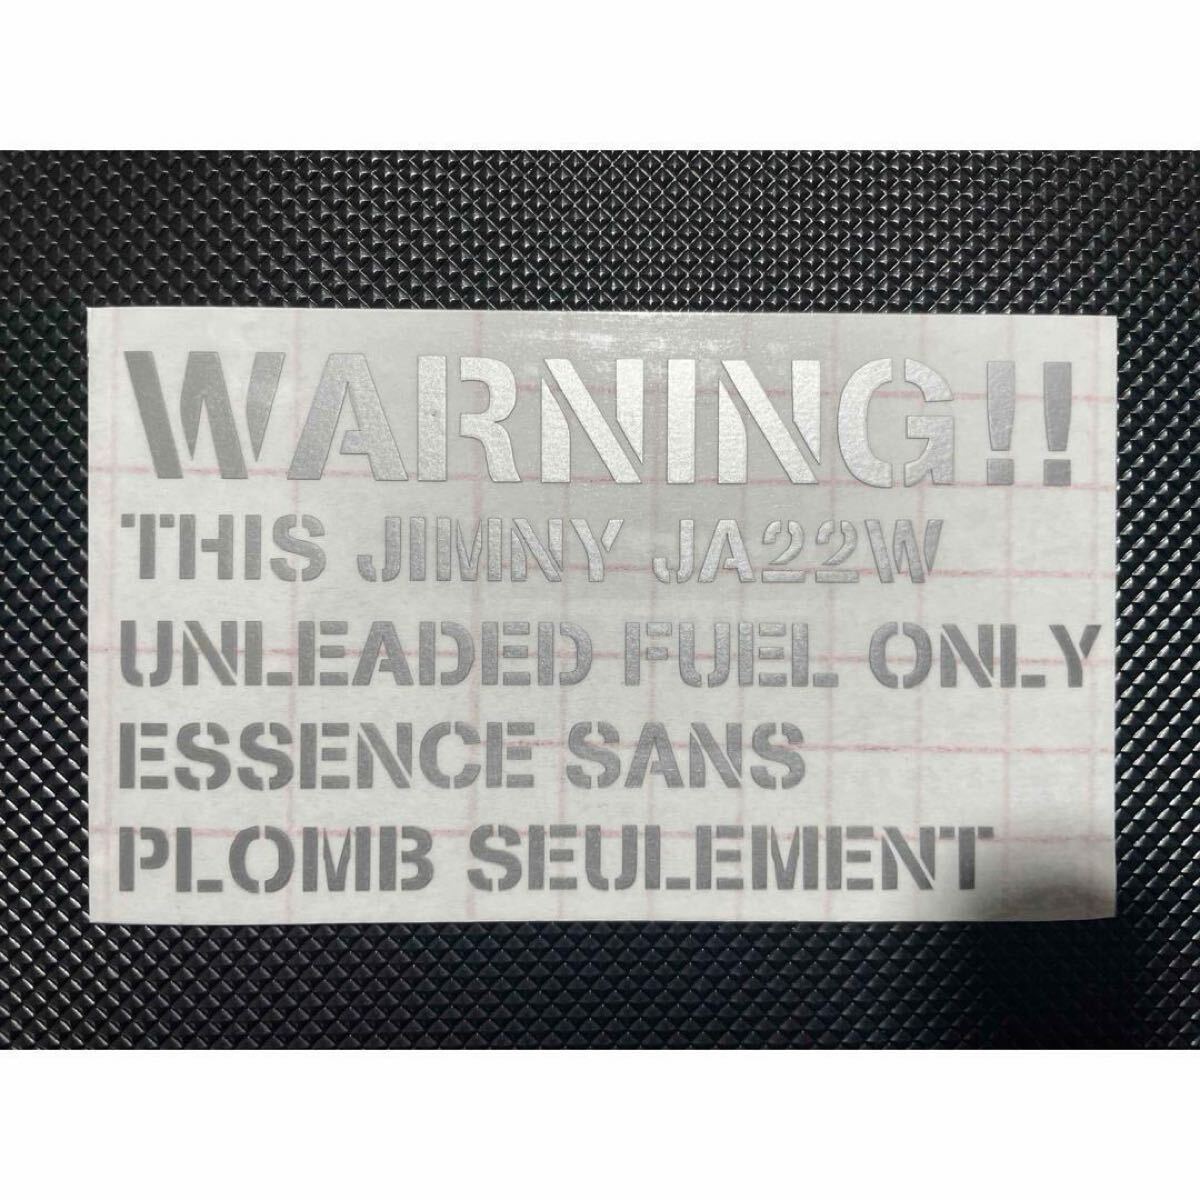 WARNING!!
THIS JIMNY JA22W
UNLEADED FUEL ONLY
ESSENCE SANS
PLOMB SEULEMENT